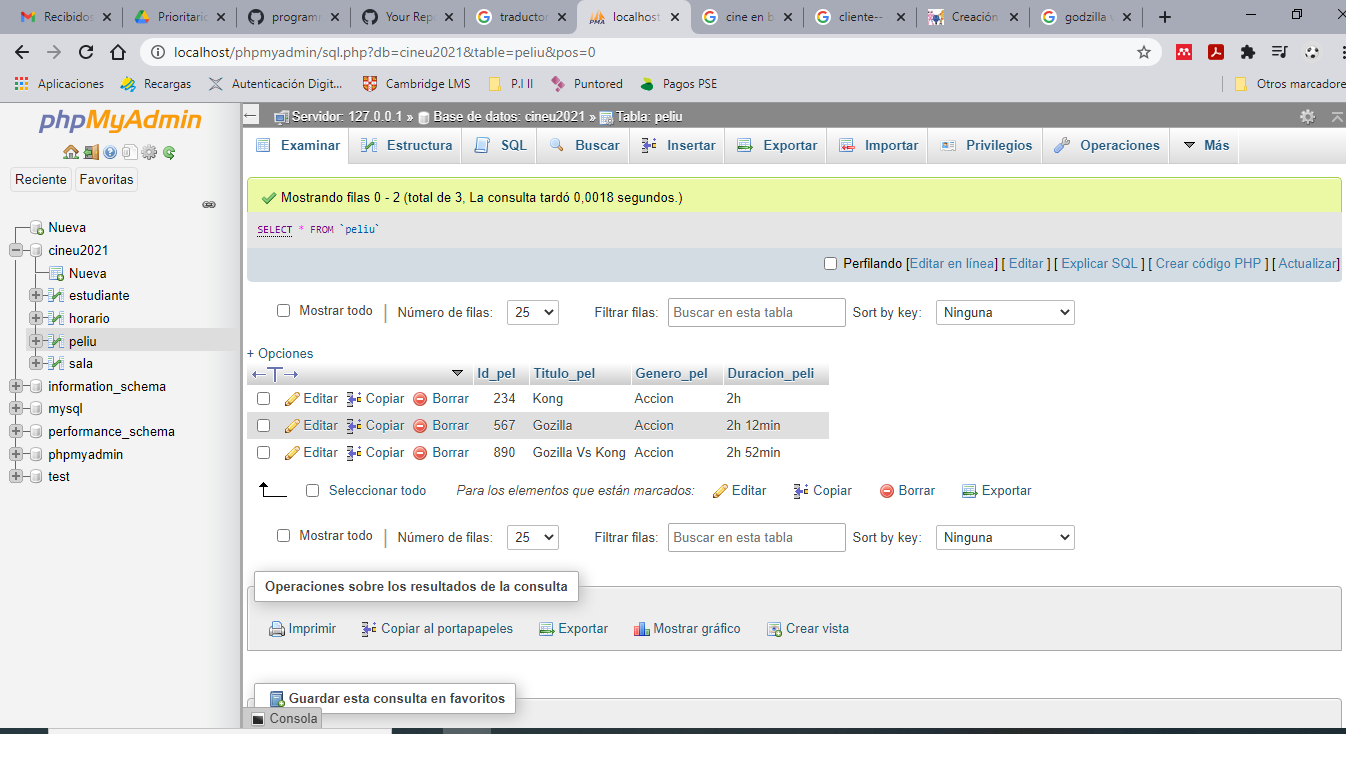 Recibidos Prioritari programr Your Rep traductor localhost cine en b cliente-- Creación godzilla v
localhost/phpmyadmin/sql.php?db=cineu2021&table=peliu&pos=0
Aplicaciones Recargas Autenticación Digit... Cambridge LMS P.I II Puntored Pagos PSE Otros marcadore
phpMyAdmin
Reciente Favoritas
Nueva
cineu2021
Nueva
estudiante
horario
peliu
sala
information_schema
mysql
performance_schema
phpmyadmin
test
Servidor: 127.0.0.1 » Base de datos: cineu2021 » Tabla: peliu
Examinar Estructura SQL Buscar Insertar Exportar Importar Privilegios Operaciones Más
Mostrando filas 0 - 2 (total de 3, La consulta tardó 0,0018 segundos.)
SELECT * FROM `peliu`
Perfilando [Editar en línea] [ Editar ] [ Explicar SQL ] [ Crear código PHP ] [ Actualizar]
Mostrar todo | Número de filas: 25 Filtrar filas: Buscar en esta tabla Sort by key: Ninguna
+ Opciones
←T→ Id_pel Titulo_pel Genero_pel Duracion_peli
Editar Copiar Borrar 234 Kong Accion 2h
Editar Copiar Borrar 567 Gozilla Accion 2h 12min
Editar Copiar Borrar 890 Gozilla Vs Kong Accion 2h 52min
Seleccionar todo Para los elementos que están marcados: Editar Copiar Borrar Exportar
Mostrar todo | Número de filas: 25 Filtrar filas: Buscar en esta tabla Sort by key: Ninguna
Operaciones sobre los resultados de la consulta
Imprimir Copiar al portapapeles Exportar Mostrar gráfico Crear vista
Guardar esta consulta en favoritos
Consola